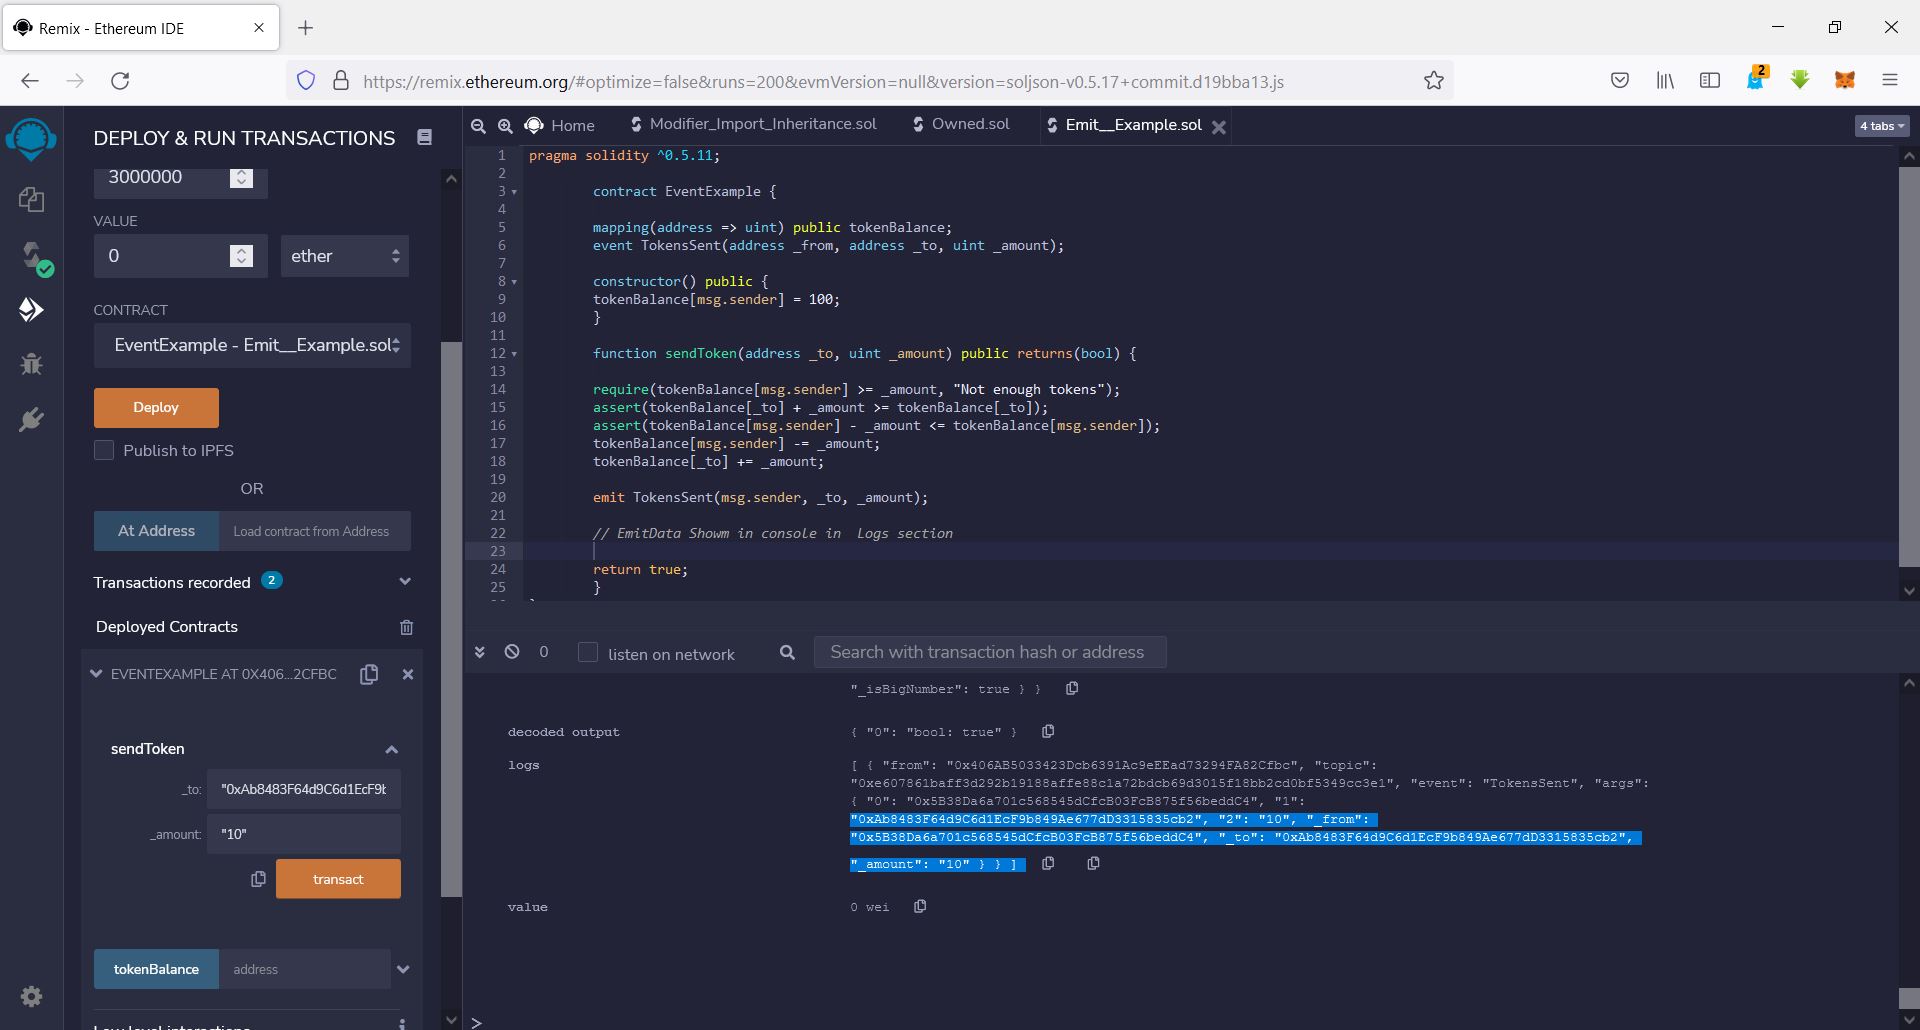 Remix - Ethereum IDE
https://remix.ethereum.org/#optimize=false&runs=200&evmVersion=null&version=soljson-v0.5.17+commit.d19bba13.js
2
DEPLOY & RUN TRANSACTIONS
3000000
VALUE
0
ether
CONTRACT
EventExample - Emit__Example.sol
Deploy
Publish to IPFS
OR
At Address
Load contract from Address
Transactions recorded 2
Deployed Contracts
EVENTEXAMPLE AT 0X406...2CFBC
sendToken
_to: "0xAb8483F64d9C6d1EcF9b
_amount: "10"
transact
tokenBalance
address
Low level interactions
Home
Modifier_Import_Inheritance.sol
Owned.sol
Emit__Example.sol
4 tabs
1 pragma solidity ^0.5.11;
2
3 contract EventExample {
4
5 mapping(address => uint) public tokenBalance;
6 event TokensSent(address _from, address _to, uint _amount);
7
8 constructor() public {
9 tokenBalance[msg.sender] = 100;
10 }
11
12 function sendToken(address _to, uint _amount) public returns(bool) {
13
14 require(tokenBalance[msg.sender] >= _amount, "Not enough tokens");
15 assert(tokenBalance[_to] + _amount >= tokenBalance[_to]);
16 assert(tokenBalance[msg.sender] - _amount <= tokenBalance[msg.sender]);
17 tokenBalance[msg.sender] -= _amount;
18 tokenBalance[_to] += _amount;
19
20 emit TokensSent(msg.sender, _to, _amount);
21
22 // EmitData Showm in console in  Logs section
23
24 return true;
25 }
0
listen on network
Search with transaction hash or address
"_isBigNumber": true } }
decoded output
{ "0": "bool: true" }
logs
[ { "from": "0x406AB5033423Dcb6391Ac9eEEad73294FA82Cfbc", "topic":
"0xe607861baff3d292b19188affe88c1a72bdcb69d3015f18bb2cd0bf5349cc3e1", "event": "TokensSent", "args":
{ "0": "0x5B38Da6a701c568545dCfcB03FcB875f56beddC4", "1":
"0xAb8483F64d9C6d1EcF9b849Ae677dD3315835cb2", "2": "10", "_from":
"0x5B38Da6a701c568545dCfcB03FcB875f56beddC4", "_to": "0xAb8483F64d9C6d1EcF9b849Ae677dD3315835cb2",
"_amount": "10" } } ]
value
0 wei
>